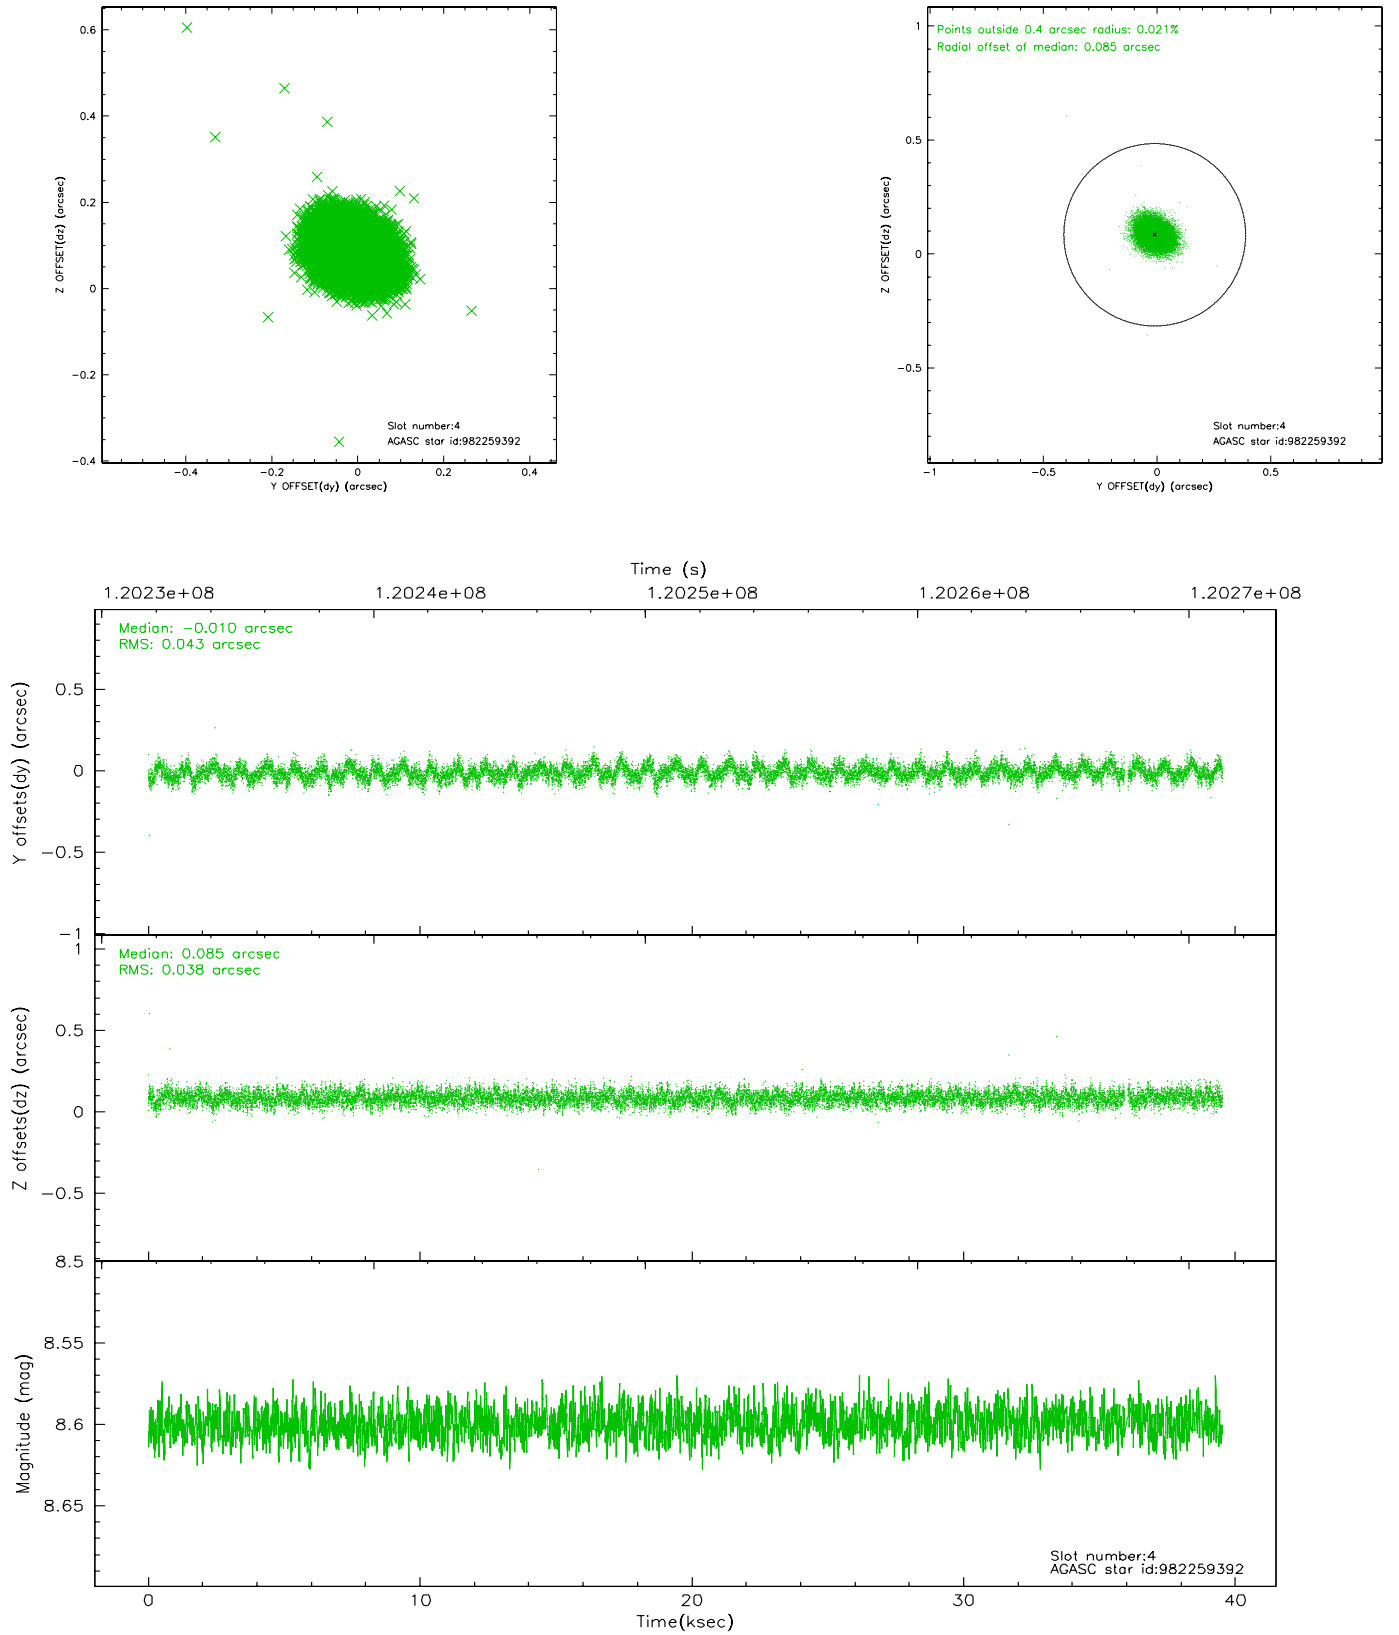 0.6
0.4
0.2
0
−0.2
−0.4
Z OFFSET(dz) (arcsec)
Slot number:4
AGASC star id:982259392
−0.4
−0.2
0
0.2
0.4
Y OFFSET(dy) (arcsec)
Points outside 0.4 arcsec radius: 0.021%
Radial offset of median: 0.085 arcsec
1
0.5
0
−0.5
Z OFFSET(dz) (arcsec)
Slot number:4
AGASC star id:982259392
−1
−0.5
0
0.5
Y OFFSET(dy) (arcsec)
Time (s)
1.2023e+08
1.2024e+08
1.2025e+08
1.2026e+08
1.2027e+08
Median: −0.010 arcsec
RMS: 0.043 arcsec
0.5
0
−0.5
−1
Y offsets(dy) (arcsec)
Median: 0.085 arcsec
RMS: 0.038 arcsec
1
0.5
0
−0.5
Z offsets(dz) (arcsec)
8.5
8.55
8.6
8.65
Magnitude (mag)
Slot number:4
AGASC star id:982259392
0
10
20
30
40
Time(ksec)